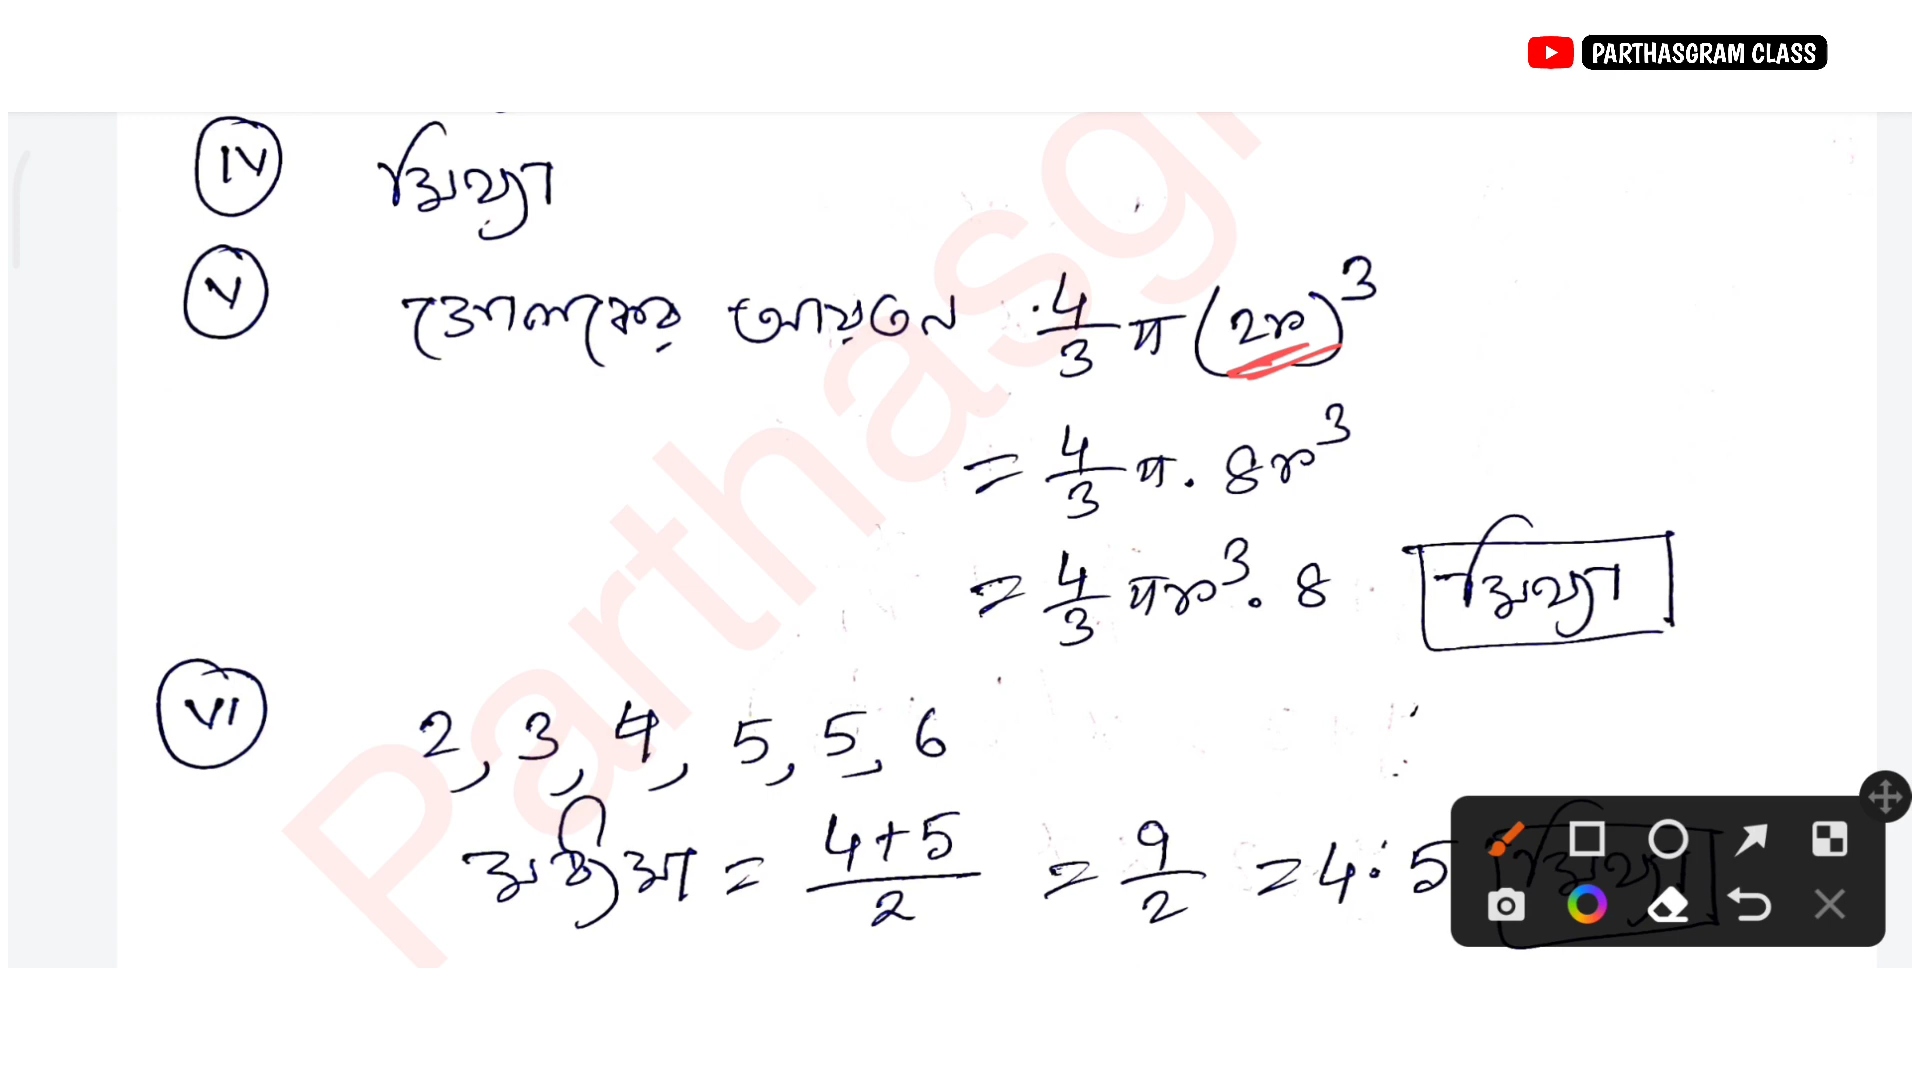 PARTHASGRAM CLASS
IV মিথ্যা
V গোলকের আয়তন 4/3 π (2r)³
= 4/3 π. 8r³
= 4/3 πr³. 8 মিথ্যা
VI 2, 3, 4, 5, 5, 6
মধ্যমা = 4+5/2 = 9/2 = 4.5 মিথ্যা
Parthasgr